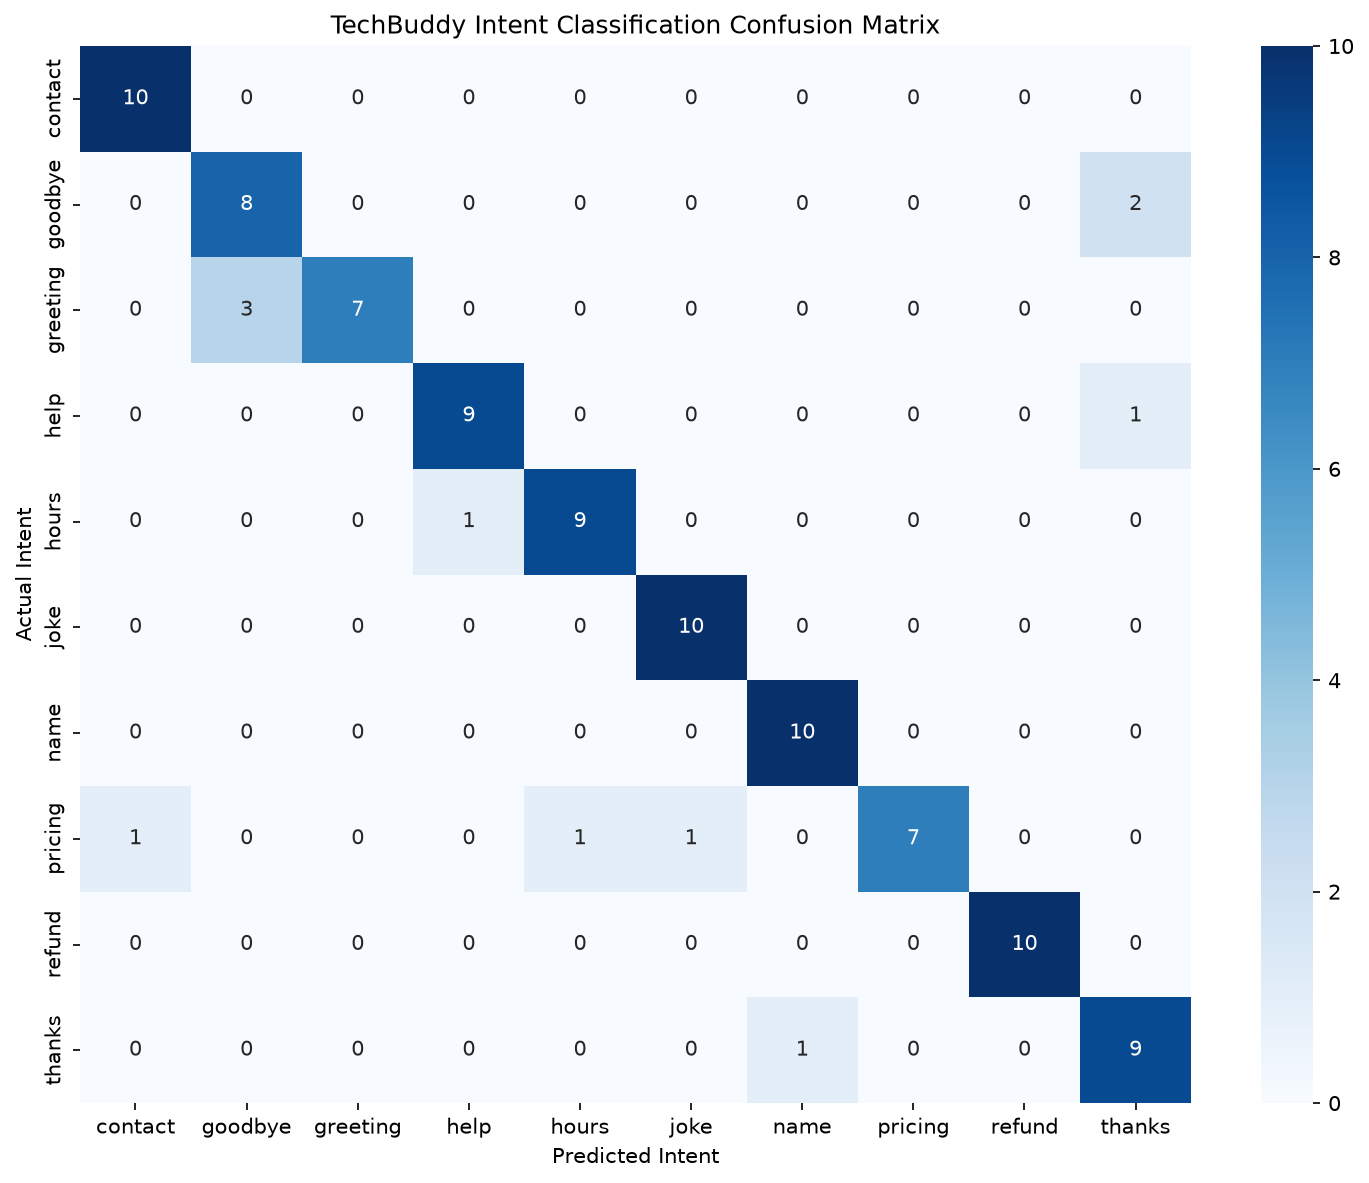 TechBuddy Intent Classification Confusion Matrix
contact 10 0 0 0 0 0 0 0 0 0
goodbye 0 8 0 0 0 0 0 0 0 2
greeting 0 3 7 0 0 0 0 0 0 0
help 0 0 0 9 0 0 0 0 0 1
hours 0 0 0 1 9 0 0 0 0 0
joke 0 0 0 0 0 10 0 0 0 0
name 0 0 0 0 0 0 10 0 0 0
pricing 1 0 0 0 1 1 0 7 0 0
refund 0 0 0 0 0 0 0 0 10 0
thanks 0 0 0 0 0 0 1 0 0 9
Actual Intent
contact goodbye greeting help hours joke name pricing refund thanks
Predicted Intent
10
8
6
4
2
0